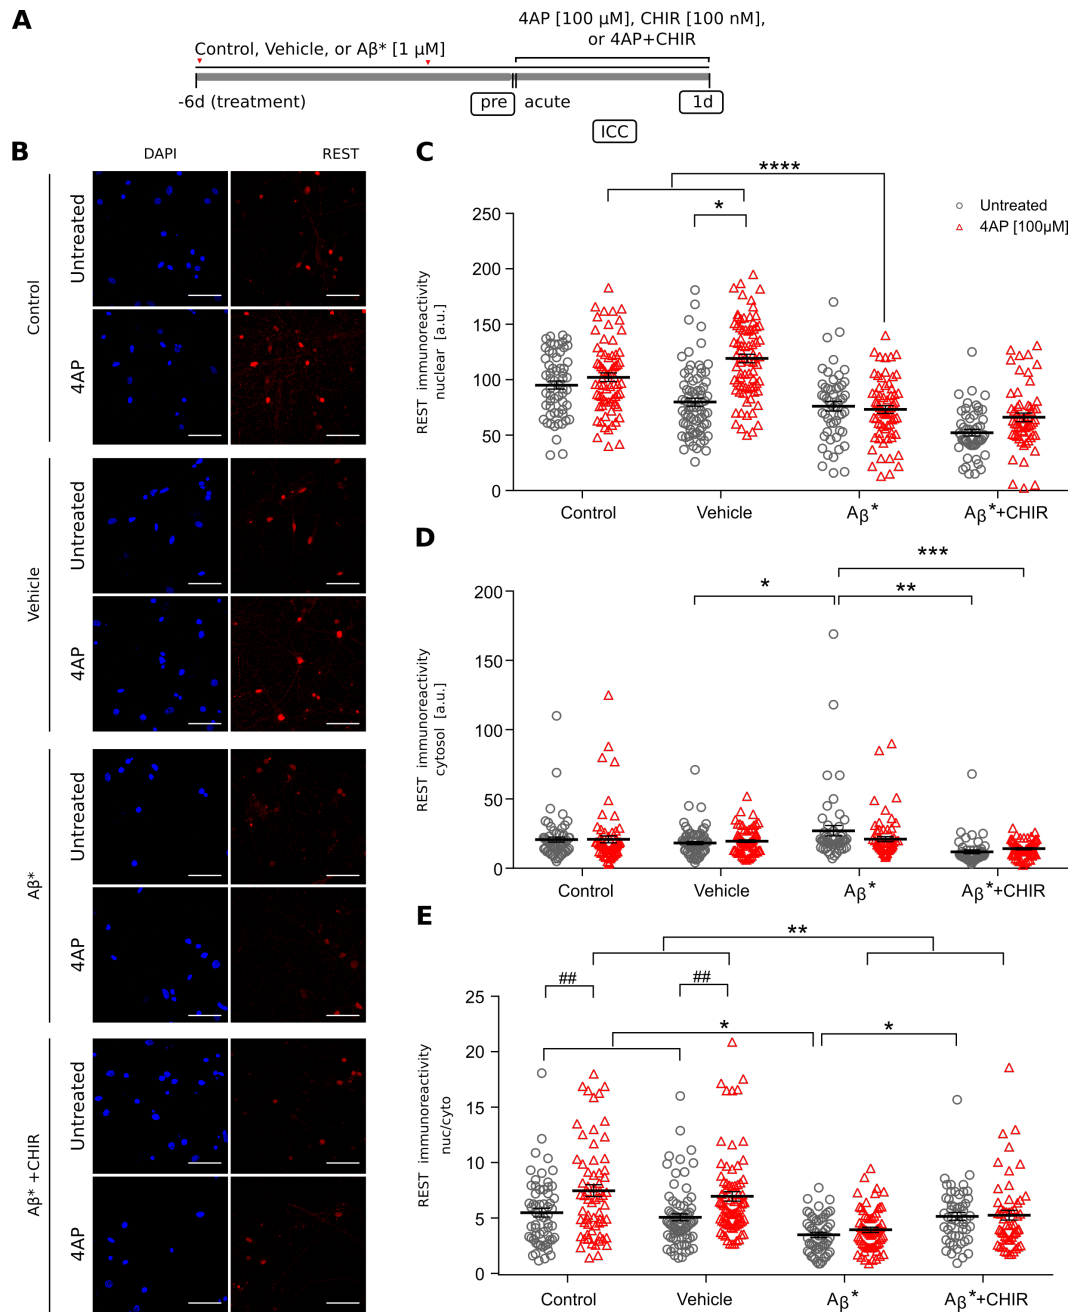 A
4AP [100 µM], CHIR [100 nM],
or 4AP+CHIR
Control, Vehicle, or Aβ* [1 µM]
-6d (treatment)
pre
acute
1d
ICC
B
DAPI
REST
Control
Untreated
4AP
Vehicle
Untreated
4AP
Aβ*
Untreated
4AP
Aβ* +CHIR
Untreated
4AP
C
****
*
Untreated
4AP [100µM]
REST immunoreactivity
nuclear [a.u.]
250
200
150
100
50
0
Control
Vehicle
Aβ*
Aβ*+CHIR
D
***
*
**
REST immunoreactivity
cytosol [a.u.]
200
150
100
50
0
Control
Vehicle
Aβ*
Aβ*+CHIR
E
**
##
##
*
*
REST immunoreactivity
nuc/cyto
25
20
15
10
5
0
Control
Vehicle
Aβ*
Aβ*+CHIR